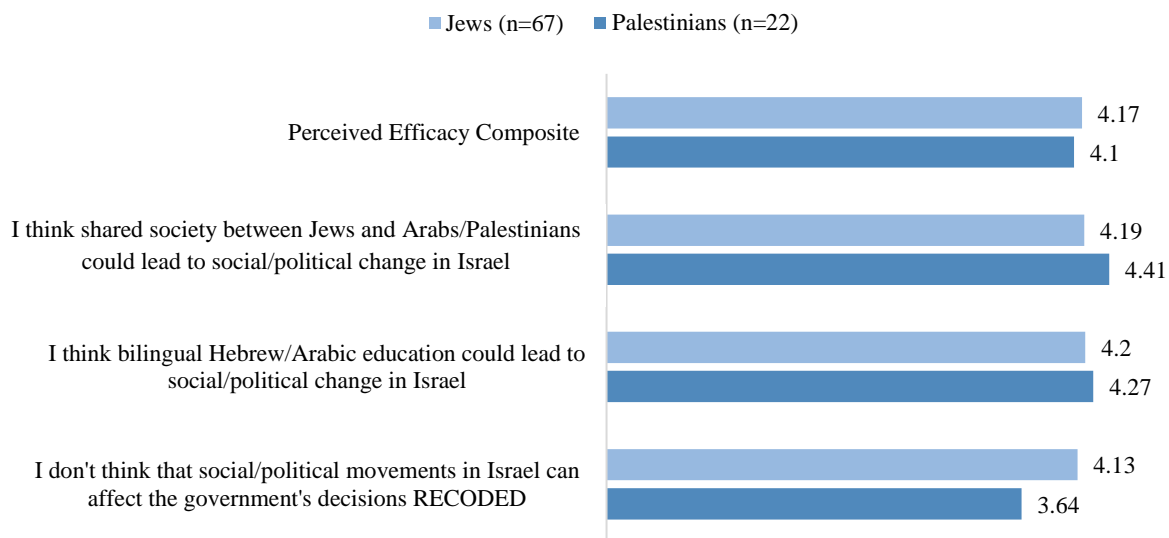 Jews (n=67) Palestinians (n=22)
Perceived Efficacy Composite
4.17
4.1
I think shared society between Jews and Arabs/Palestinians
could lead to social/political change in Israel
4.19
4.41
I think bilingual Hebrew/Arabic education could lead to
social/political change in Israel
4.2
4.27
I don't think that social/political movements in Israel can
affect the government's decisions RECODED
4.13
3.64